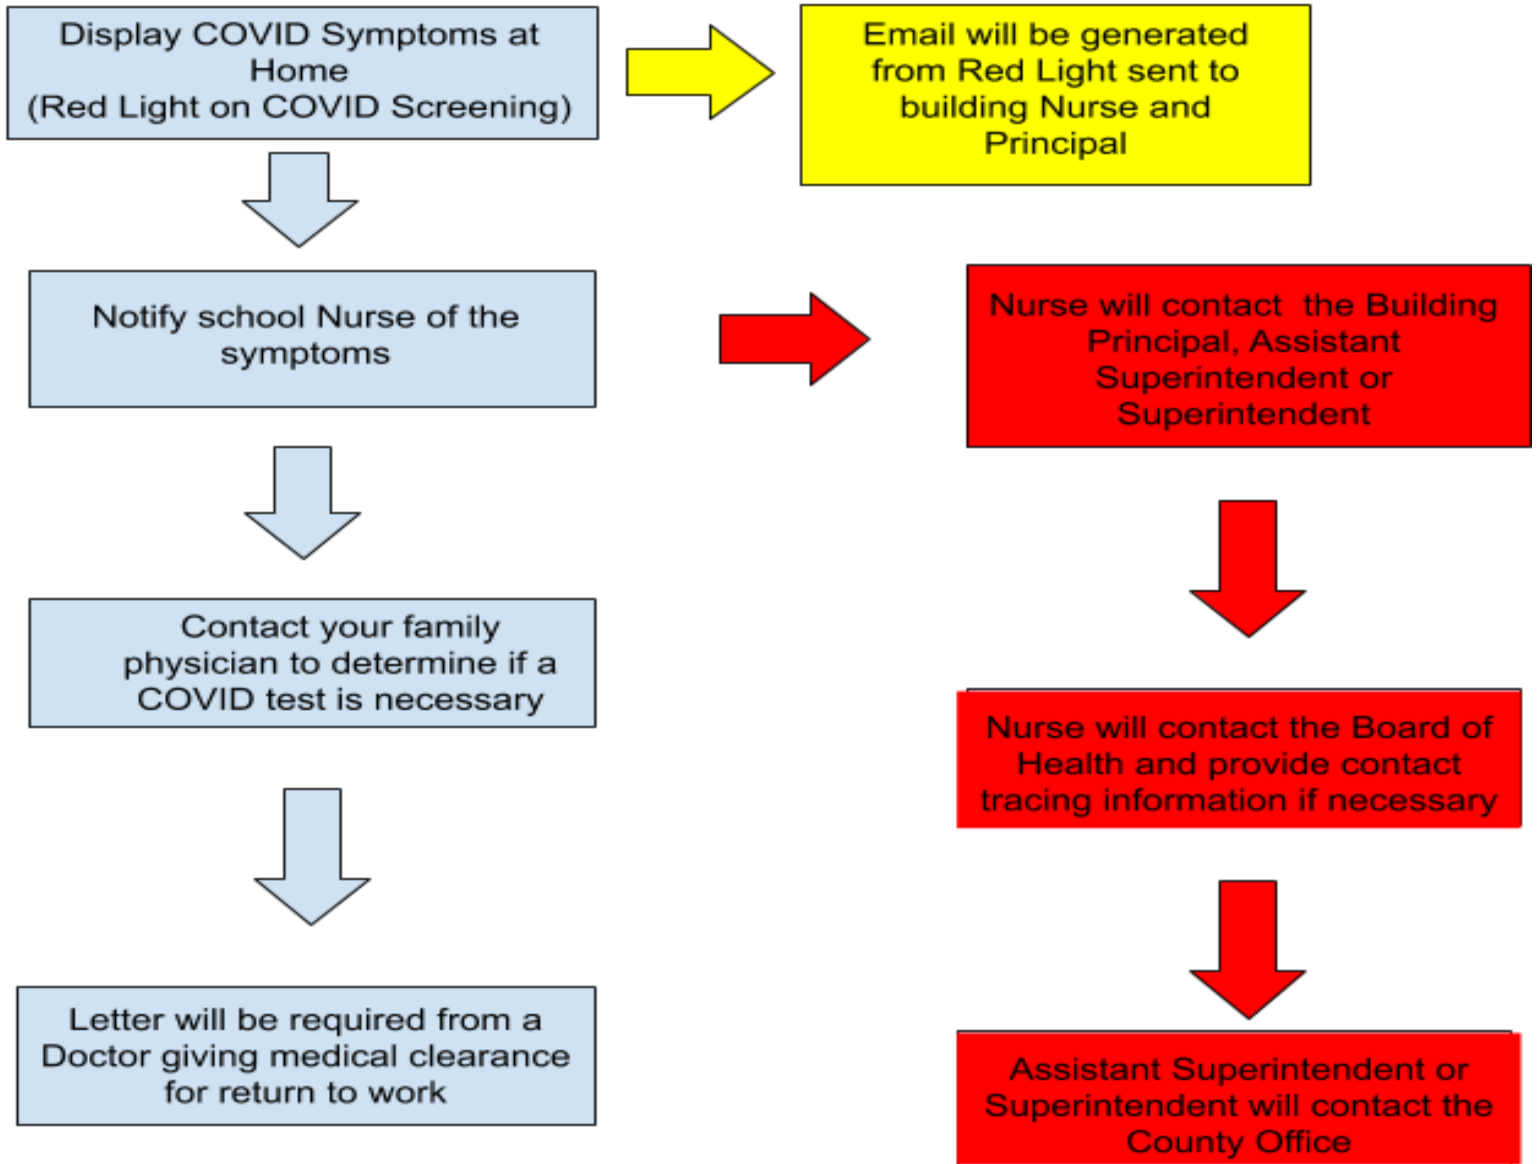 Display COVID Symptoms at
Home
(Red Light on COVID Screening)
Email will be generated
from Red Light sent to
building Nurse and
Principal
Notify school Nurse of the
symptoms
Nurse will contact  the Building
Principal, Assistant
Superintendent or
Superintendent
Contact your family
physician to determine if a
COVID test is necessary
Nurse will contact the Board of
Health and provide contact
tracing information if necessary
Letter will be required from a
Doctor giving medical clearance
for return to work
Assistant Superintendent or
Superintendent will contact the
County Office